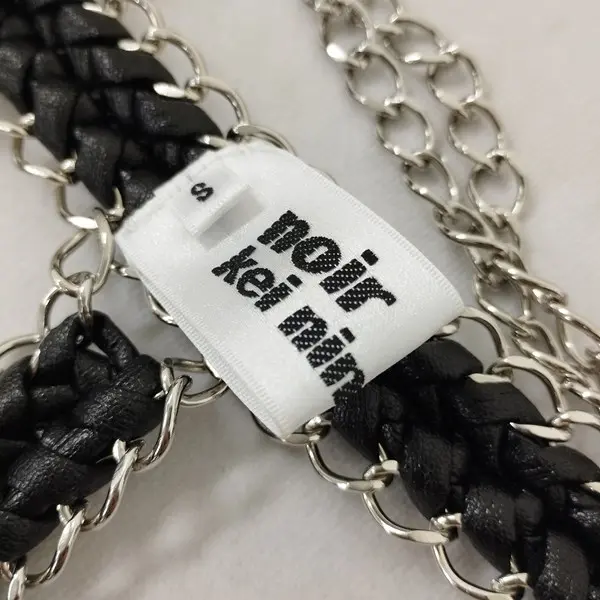 S
noir
kei nin